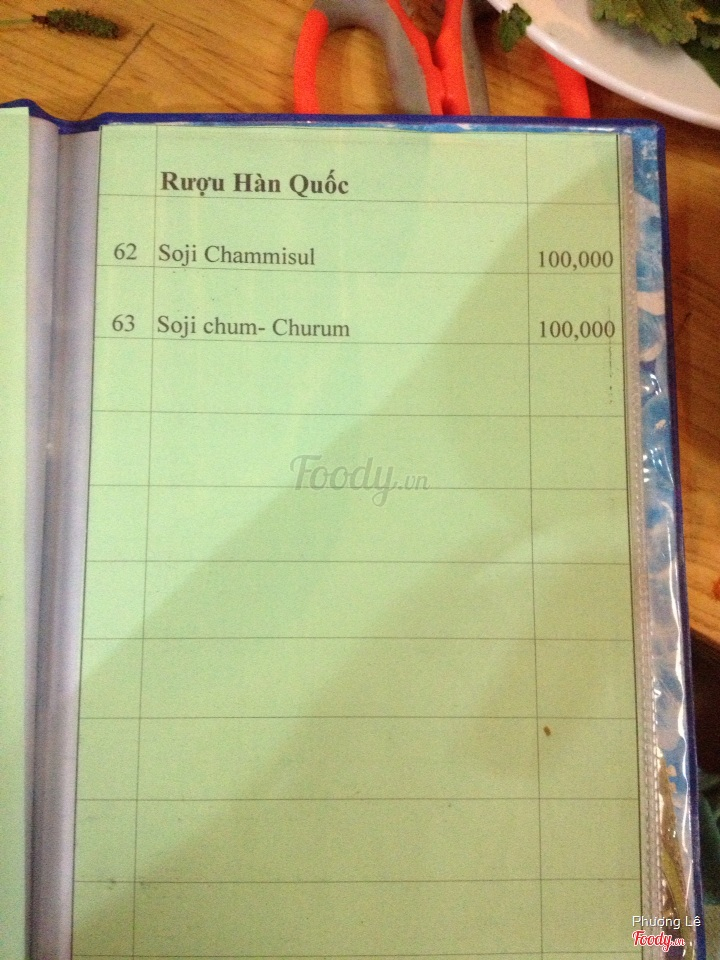 Rượu Hàn Quốc
62 Soji Chammisul 100,000
63 Soji chum- Churum 100,000
Foody.vn
Phương Lê
Foody.vn